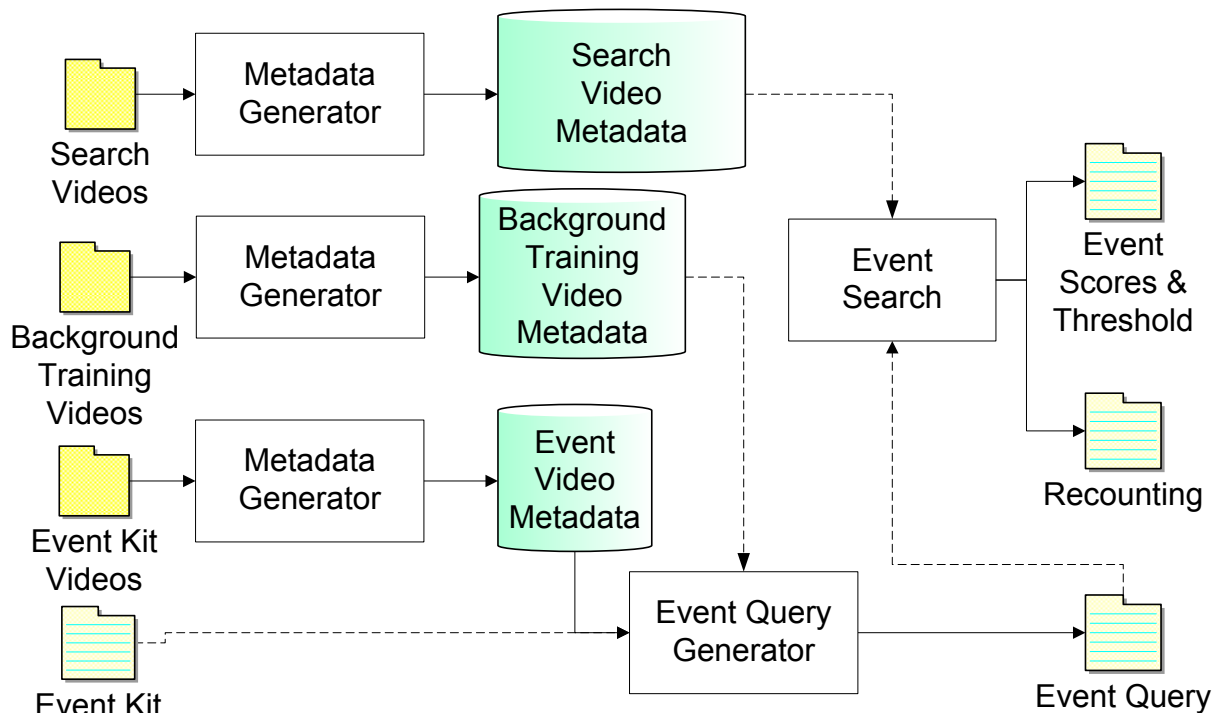 Search
Videos
Metadata
Generator
Search
Video
Metadata
Background
Training
Videos
Metadata
Generator
Background
Training
Video
Metadata
Event
Search
Event
Scores &
Threshold
Recounting
Event Kit
Videos
Metadata
Generator
Event
Video
Metadata
Event Kit
Event Query
Generator
Event Query